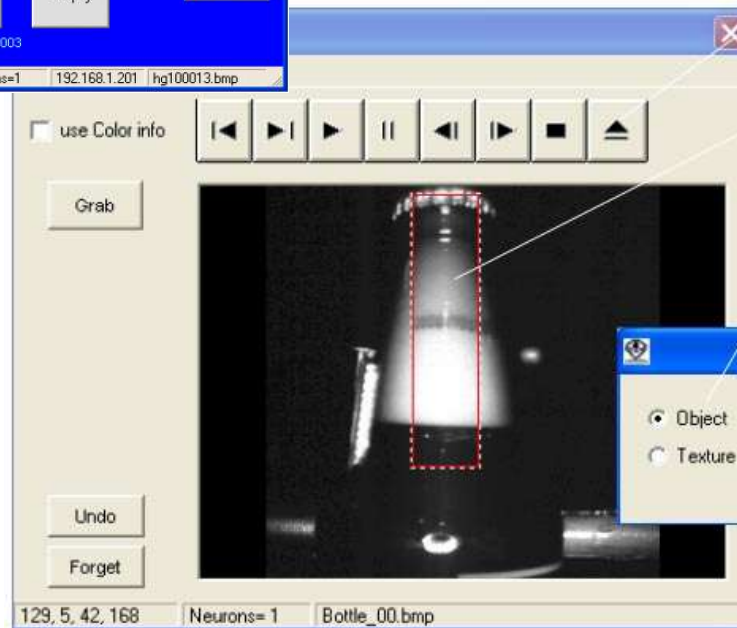 003
s=1 192.168.1.201 hg100013.bmp
use Color info
Grab
Object
Texture
Undo
Forget
129, 5, 42, 168 Neurons= 1 Bottle_00.bmp